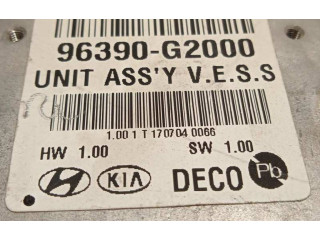 96390-G2000
UNIT ASS'Y V.E.S.S
1.00 1 T 170704 0066
HW 1.00 SW 1.00
KIA DECO Pb